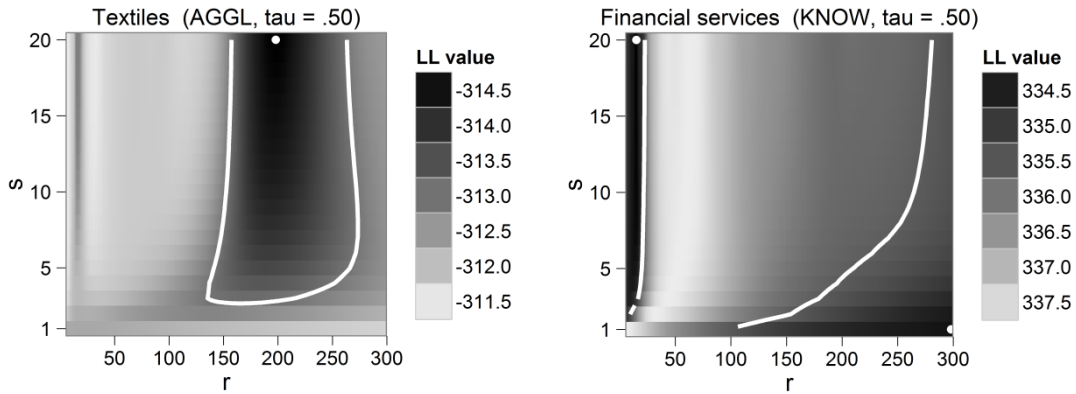 Textiles (AGGL, tau = .50)
20
15
10
5
1
s
50 100 150 200 250 300
r
LL value
-314.5
-314.0
-313.5
-313.0
-312.5
-312.0
-311.5
Financial services (KNOW, tau = .50)
20
15
10
5
1
s
50 100 150 200 250 300
r
LL value
334.5
335.0
335.5
336.0
336.5
337.0
337.5